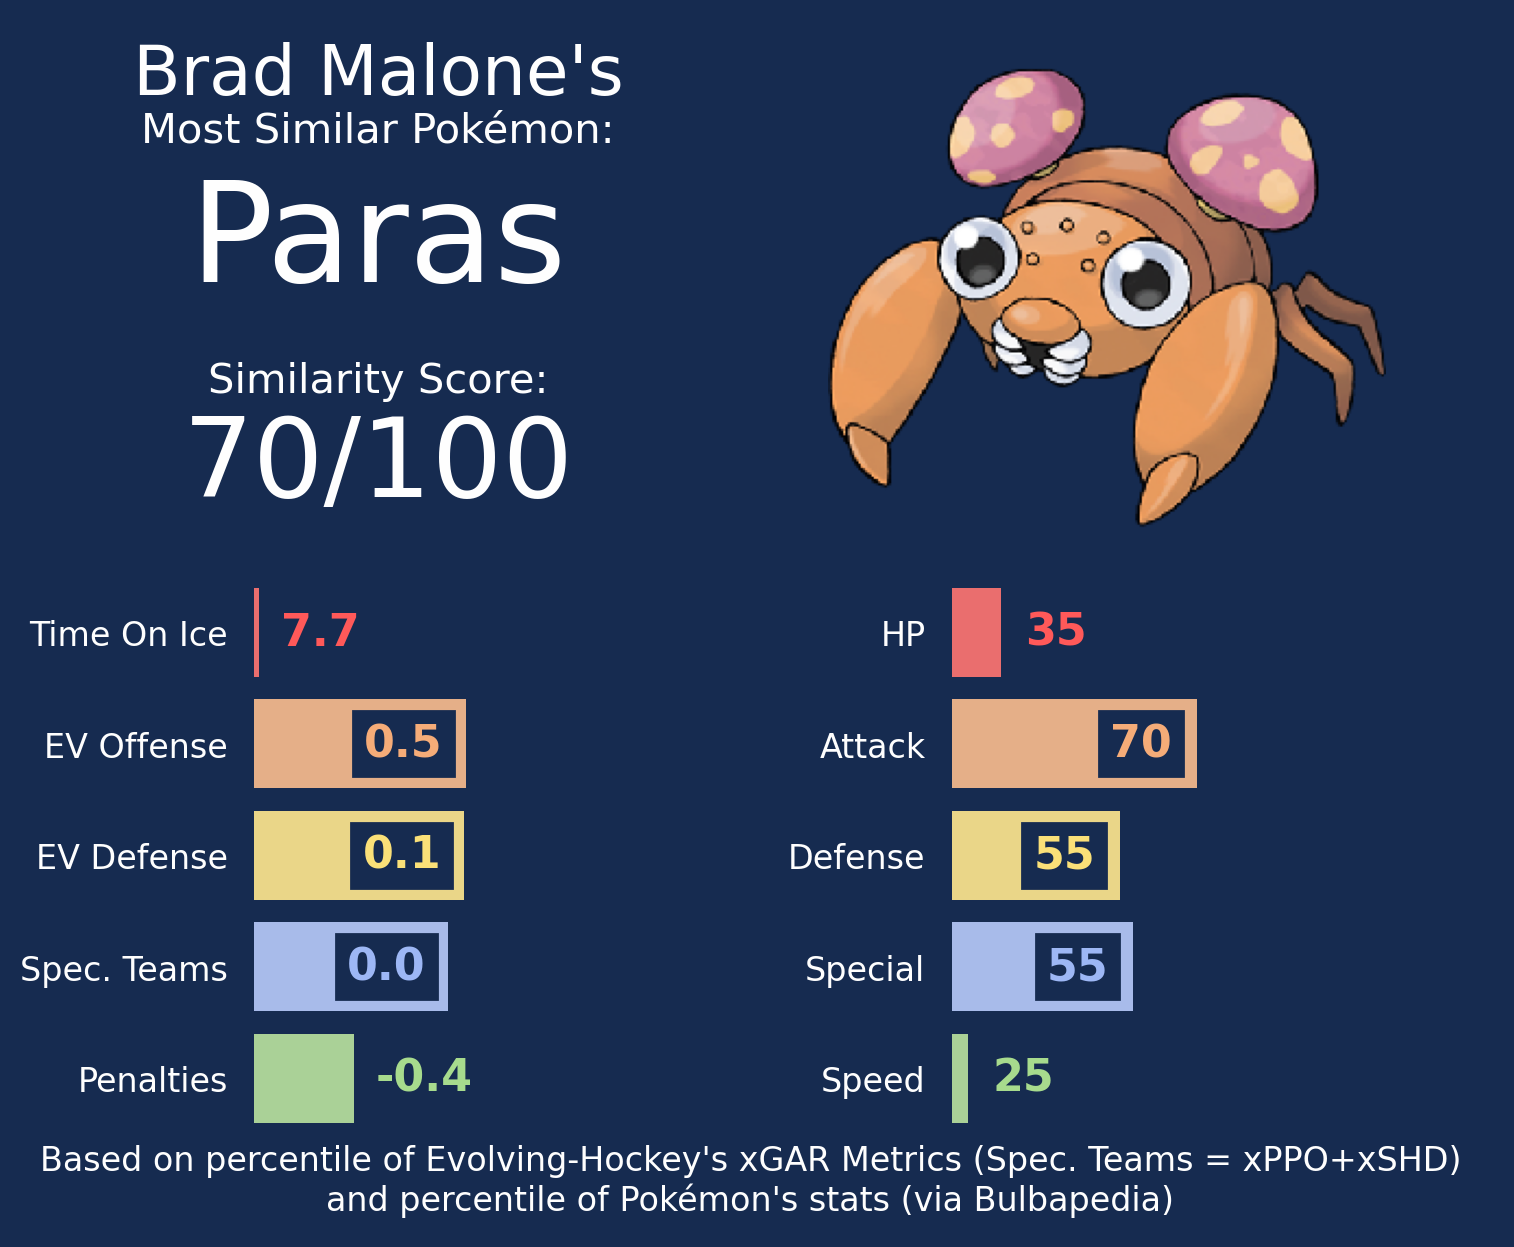 Brad Malone's
Most Similar Pokémon:
Paras
Similarity Score:
70/100
Time On Ice 7.7
EV Offense 0.5
EV Defense 0.1
Spec. Teams 0.0
Penalties -0.4
HP 35
Attack 70
Defense 55
Special 55
Speed 25
Based on percentile of Evolving-Hockey's xGAR Metrics (Spec. Teams = xPPO+xSHD)
and percentile of Pokémon's stats (via Bulbapedia)